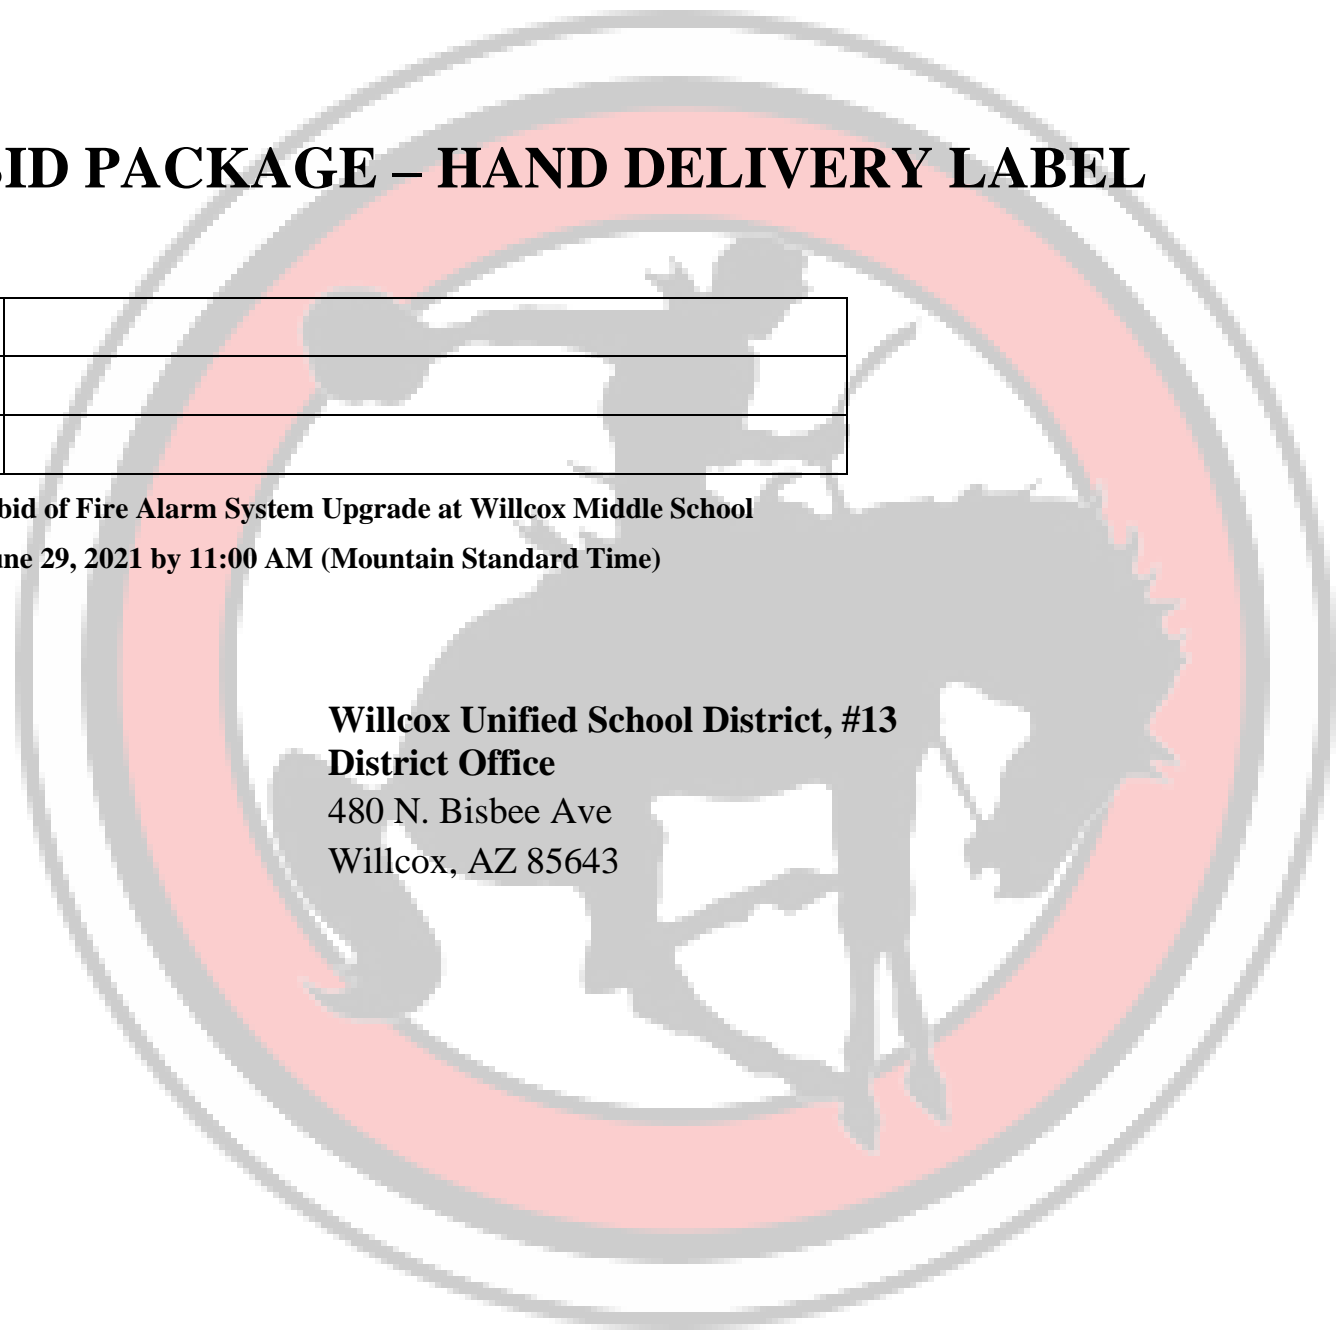 ID PACKAGE – HAND DELIVERY LABEL
bid of Fire Alarm System Upgrade at Willcox Middle School
une 29, 2021 by 11:00 AM (Mountain Standard Time)
Willcox Unified School District, #13
District Office
480 N. Bisbee Ave
Willcox, AZ 85643